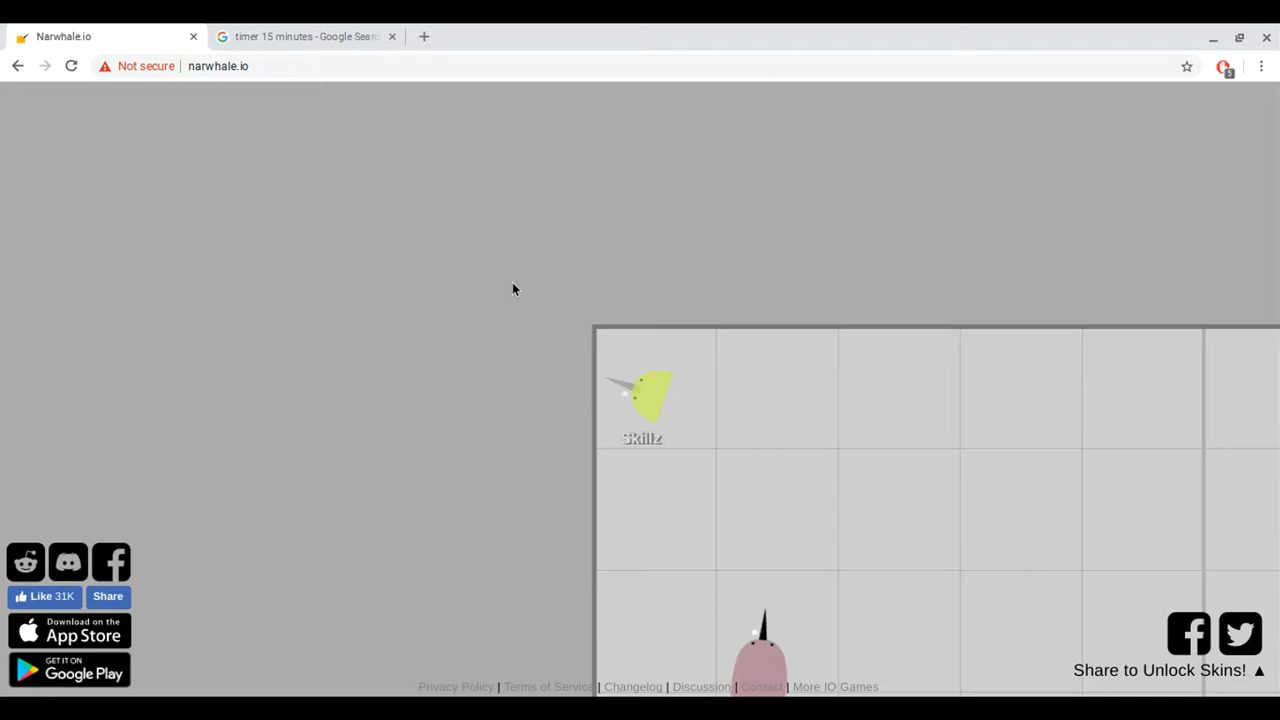 Narwhale.io
timer 15 minutes - Google Searc
Not secure | narwhale.io
5
Skillz
Like 31K Share
Download on the
App Store
GET IT ON
Google Play
Share to Unlock Skins! ▲
Privacy Policy | Terms of Service | Changelog | Discussion | Contact | More IO Games